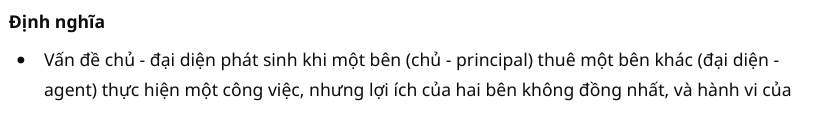 Định nghĩa
• Vấn đề chủ - đại diện phát sinh khi một bên (chủ - principal) thuê một bên khác (đại diện -
agent) thực hiện một công việc, nhưng lợi ích của hai bên không đồng nhất, và hành vi của